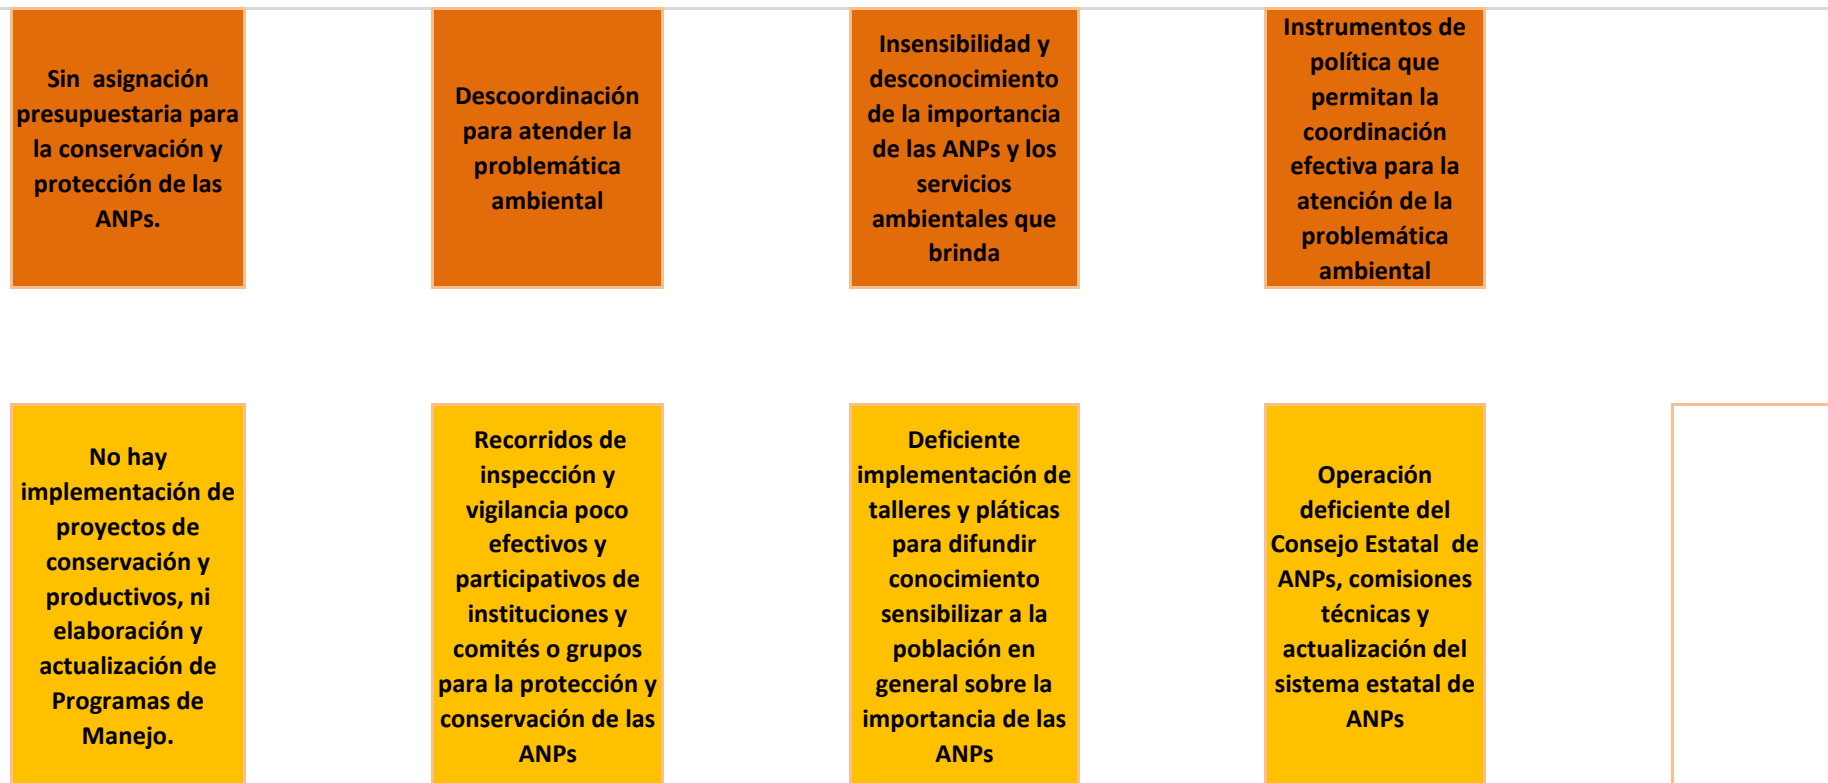 Sin  asignación
presupuestaria para
la conservación y
protección de las
ANPs.
Descoordinación
para atender la
problemática
ambiental
Insensibilidad y
desconocimiento
de la importancia
de las ANPs y los
servicios
ambientales que
brinda
Instrumentos de
política que
permitan la
coordinación
efectiva para la
atención de la
problemática
ambiental
No hay
implementación de
proyectos de
conservación y
productivos, ni
elaboración y
actualización de
Programas de
Manejo.
Recorridos de
inspección y
vigilancia poco
efectivos y
participativos de
instituciones y
comités o grupos
para la protección y
conservación de las
ANPs
Deficiente
implementación de
talleres y pláticas
para difundir
conocimiento
sensibilizar a la
población en
general sobre la
importancia de las
ANPs
Operación
deficiente del
Consejo Estatal  de
ANPs, comisiones
técnicas y
actualización del
sistema estatal de
ANPs